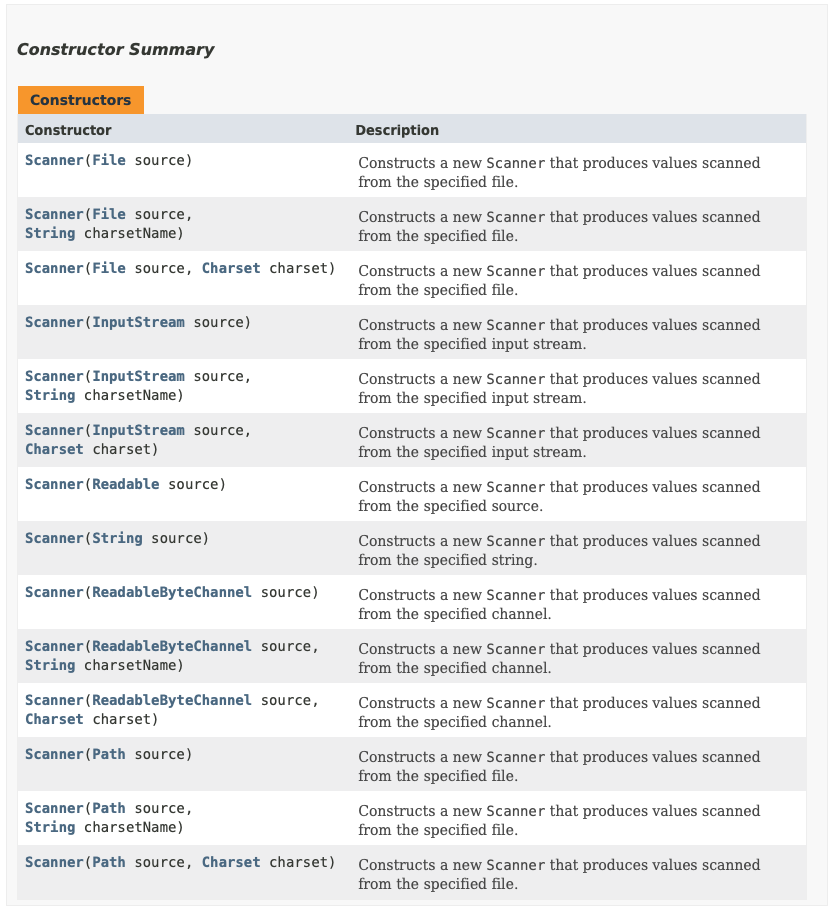 Constructor Summary
Constructors
Constructor Description
Scanner(File source) Constructs a new Scanner that produces values scanned
from the specified file.
Scanner(File source, Constructs a new Scanner that produces values scanned
String charsetName) from the specified file.
Scanner(File source, Charset charset) Constructs a new Scanner that produces values scanned
from the specified file.
Scanner(InputStream source) Constructs a new Scanner that produces values scanned
from the specified input stream.
Scanner(InputStream source, Constructs a new Scanner that produces values scanned
String charsetName) from the specified input stream.
Scanner(InputStream source, Constructs a new Scanner that produces values scanned
Charset charset) from the specified input stream.
Scanner(Readable source) Constructs a new Scanner that produces values scanned
from the specified source.
Scanner(String source) Constructs a new Scanner that produces values scanned
from the specified string.
Scanner(ReadableByteChannel source) Constructs a new Scanner that produces values scanned
from the specified channel.
Scanner(ReadableByteChannel source, Constructs a new Scanner that produces values scanned
String charsetName) from the specified channel.
Scanner(ReadableByteChannel source, Constructs a new Scanner that produces values scanned
Charset charset) from the specified channel.
Scanner(Path source) Constructs a new Scanner that produces values scanned
from the specified file.
Scanner(Path source, Constructs a new Scanner that produces values scanned
String charsetName) from the specified file.
Scanner(Path source, Charset charset) Constructs a new Scanner that produces values scanned
from the specified file.